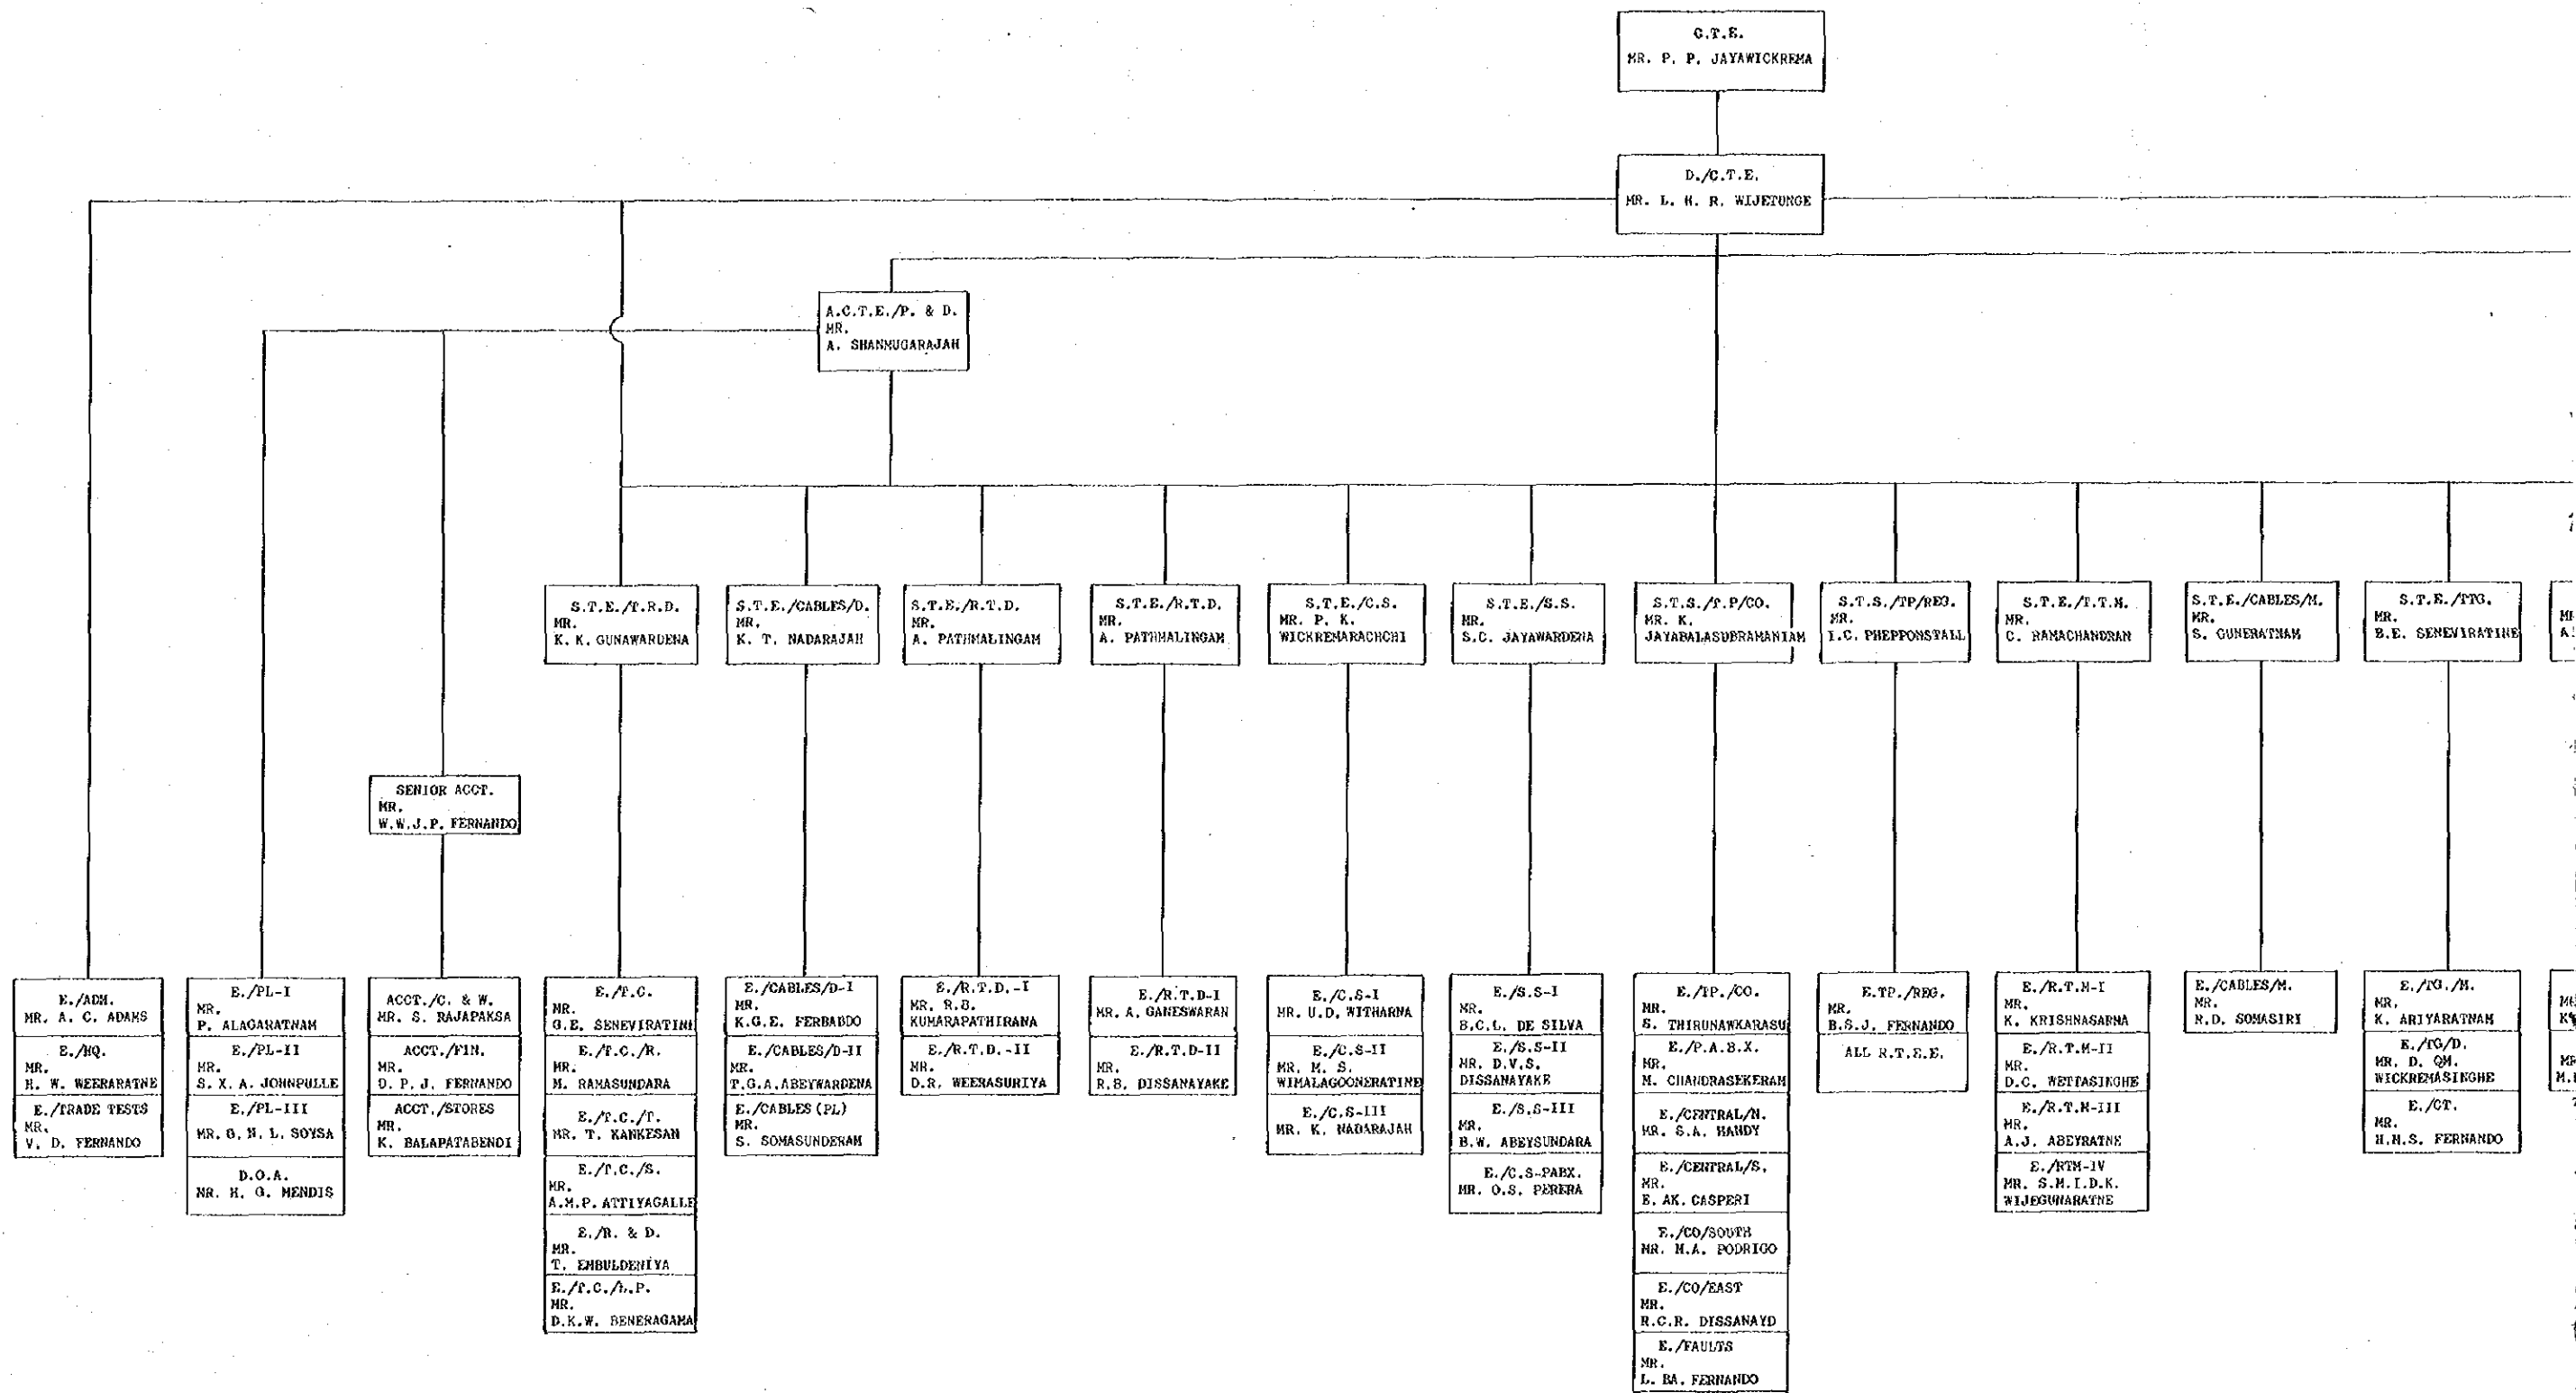 C.T.E.
MR. P. P. JAYAWICKREMA
D./C.T.E.
MR. L. H. R. WIJETUNGE
A.C.T.E./P. & D.
MR.
A. SHANMUGARAJAH
S.T.E./T.R.D.
MR.
K. K. GUNAWARDENA
S.T.E./CABLES/D.
MR.
K. T. NADARAJAH
S.T.E./R.T.D.
MR.
A. PATHMALINGAM
S.T.E./R.T.D.
MR.
A. PATHMALINGAM
S.T.E./C.S.
MR. P. K.
WICKREMARACHCHI
S.T.E./S.S.
MR.
S.C. JAYAWARDENA
S.T.S./T.P/CO.
MR. K.
JAYABALASUBRAMANIAM
S.T.S./TP/REG.
MR.
I.C. PHEPPONSTALL
S.T.E./T.T.M.
MR.
C. RAMACHANDRAN
S.T.E./CABLES/M.
MR.
S. GUNERATNAM
S.T.E./TTG.
MR.
B.E. SENEVIRATINE
SENIOR ACCT.
MR.
W.W.J.P. FERNANDO
E./ADM.
MR. A. C. ADAMS
E./HQ.
MR.
H. W. WEERARATNE
E./TRADE TESTS
MR.
V. D. FERNANDO
E./PL-I
MR.
P. ALAGARATNAM
E./PL-II
MR.
S. X. A. JOHNPULLE
E./PL-III
MR. G. N. L. SOYSA
D.O.A.
MR. H. G. MENDIS
ACCT./C. & W.
MR. S. RAJAPAKSA
ACCT./FIN.
MR.
D. P. J. FERNANDO
ACCT./STORES
MR.
K. BALAPATABENDI
E./T.C.
MR.
G.E. SENEVIRATINE
E./T.C./R.
MR.
M. RAMASUNDARA
E./T.C./T.
MR. T. KANKESAN
E./T.C./S.
MR.
A.M.P. ATTIYAGALLE
E./R. & D.
MR.
T. EMBULDENIYA
E./T.C./L.P.
MR.
D.K.W. BENERAGAMA
E./CABLES/D-I
MR.
K.G.E. FERBABDO
E./CABLES/D-II
MR.
T.G.A.ABEYWARDENA
E./CABLES (PL)
MR.
S. SOMASUNDERAM
E./R.T.D.-I
MR. R.B.
KUMARAPATHIRANA
E./R.T.D.-II
MR.
D.R. WEERASURIYA
E./R.T.D-I
MR. A. GANESWARAN
E./R.T.D-II
MR.
R.B. DISSANAYAKE
E./C.S-I
MR. U.D. WITHARNA
E./C.S-II
MR. M. S.
WIMALAGOONERATINE
E./C.S-III
MR. K. NADARAJAH
E./S.S-I
MR.
B.C.L. DE SILVA
E./S.S-II
MR. D.V.S.
DISSANAYAKE
E./S.S-III
MR.
B.W. ABEYSUNDARA
E./C.S-PABX.
MR. O.S. PERERA
E./TP./CO.
MR.
S. THIRUNAWKARASU
E./P.A.B.X.
MR.
M. CHANDRASEKERAM
E./CENTRAL/N.
MR. S.A. HANDY
E./CENTRAL/S.
MR.
E. AK. CASPERI
E./CO/SOUTH
MR. M.A. PODRIGO
E./CO/EAST
MR.
R.C.R. DISSANAYD
E./FAULTS
MR.
L. BA. FERNANDO
E.TP./REG.
MR.
B.S.J. FERNANDO
ALL R.T.E.E.
E./R.T.M-I
MR.
K. KRISHNASARNA
E./R.T.M-II
MR.
D.C. WETTASINGHE
E./R.T.M-III
MR.
A.J. ABEYRATNE
E./RTM-IV
MR. S.M.I.D.K.
WIJEGUNARATNE
E./CABLES/M.
MR.
R.D. SOMASIRI
E./TG./M.
MR.
K. ARIYARATNAM
E./TG/D.
MR. D. QM.
WICKREMASINGHE
E./CT.
MR.
H.M.S. FERNANDO